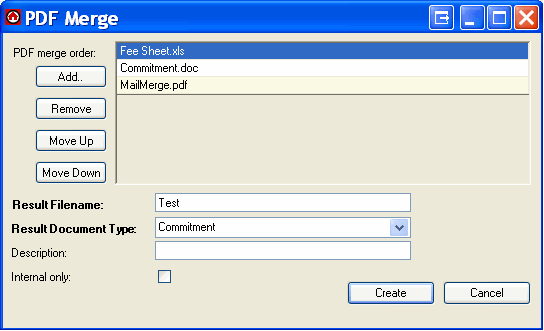 PDF Merge
PDF merge order:
Fee Sheet.xls
Commitment.doc
MailMerge.pdf
Add..
Remove
Move Up
Move Down
Result Filename: Test
Result Document Type: Commitment
Description:
Internal only:
Create Cancel